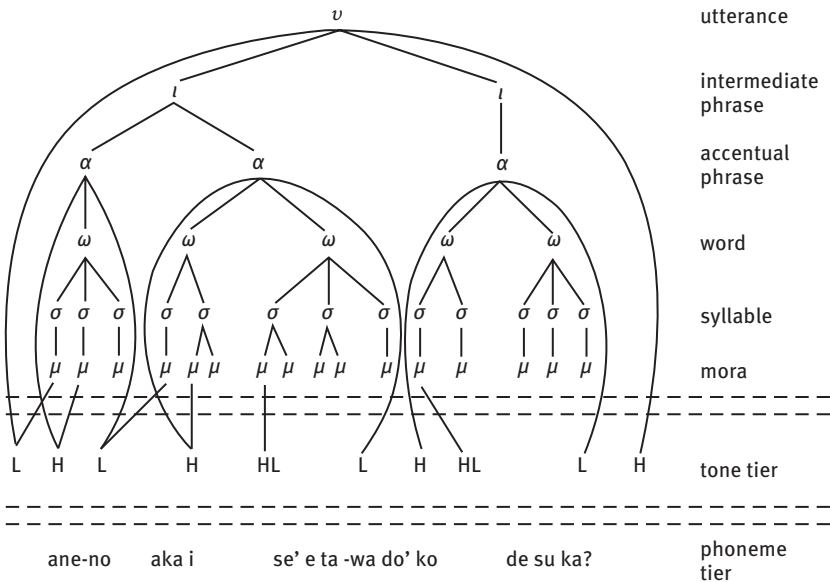 υ utterance
ι ι intermediate phrase
α α α accentual phrase
ω ω ω ω ω word
σ σ σ σ σ σ σ σ σ σ σ σ σ syllable
μ μ μ μ μ μ μ μ μ μ μ μ μ μ μ μ mora
L H L H HL L H HL L H tone tier
ane-no aka i se’ e ta -wa do’ ko de su ka? phoneme tier